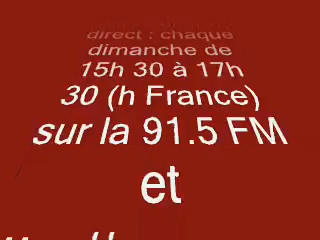 direct : chaque
dimanche de
15h 30 à 17h
30 (h France)
sur la 91.5 FM
et